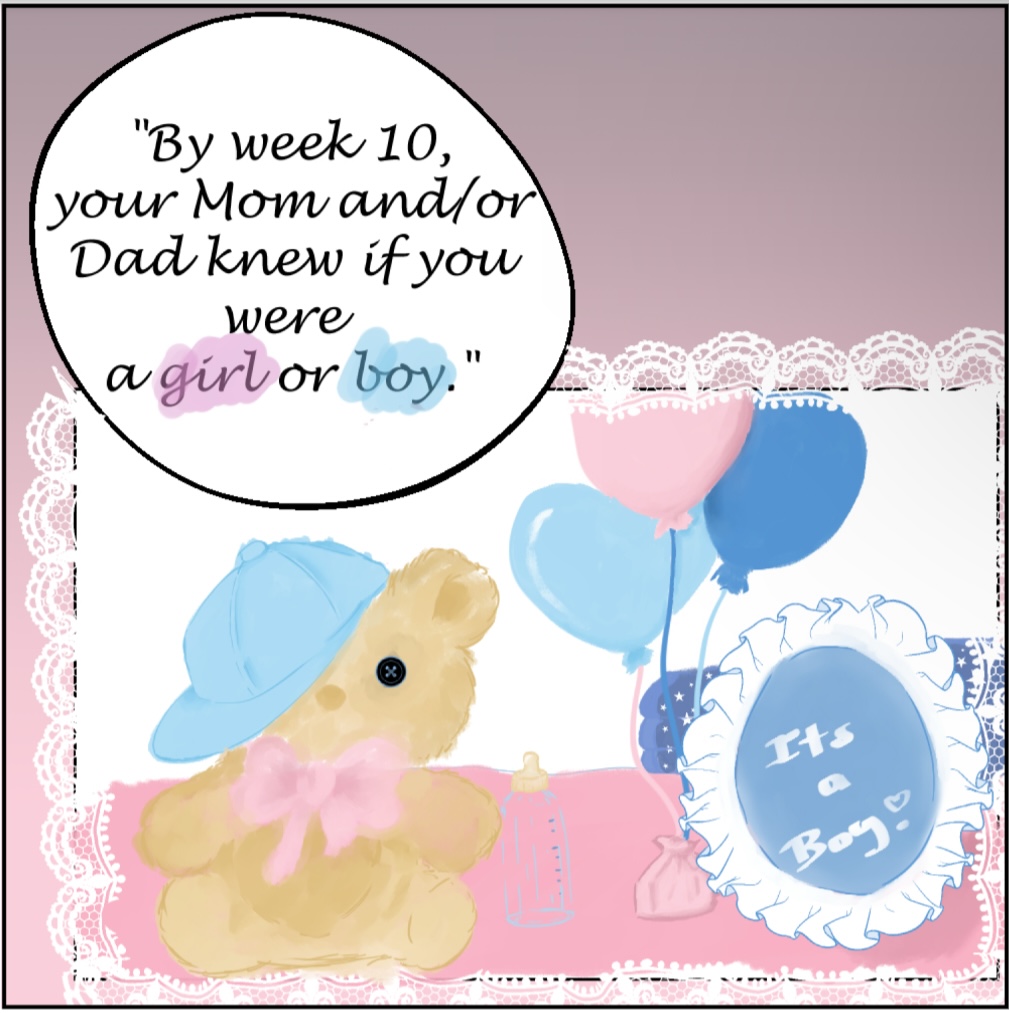 "By week 10,
your Mom and/or
Dad knew if you
were
a girl or boy."
Its
a
Boy!